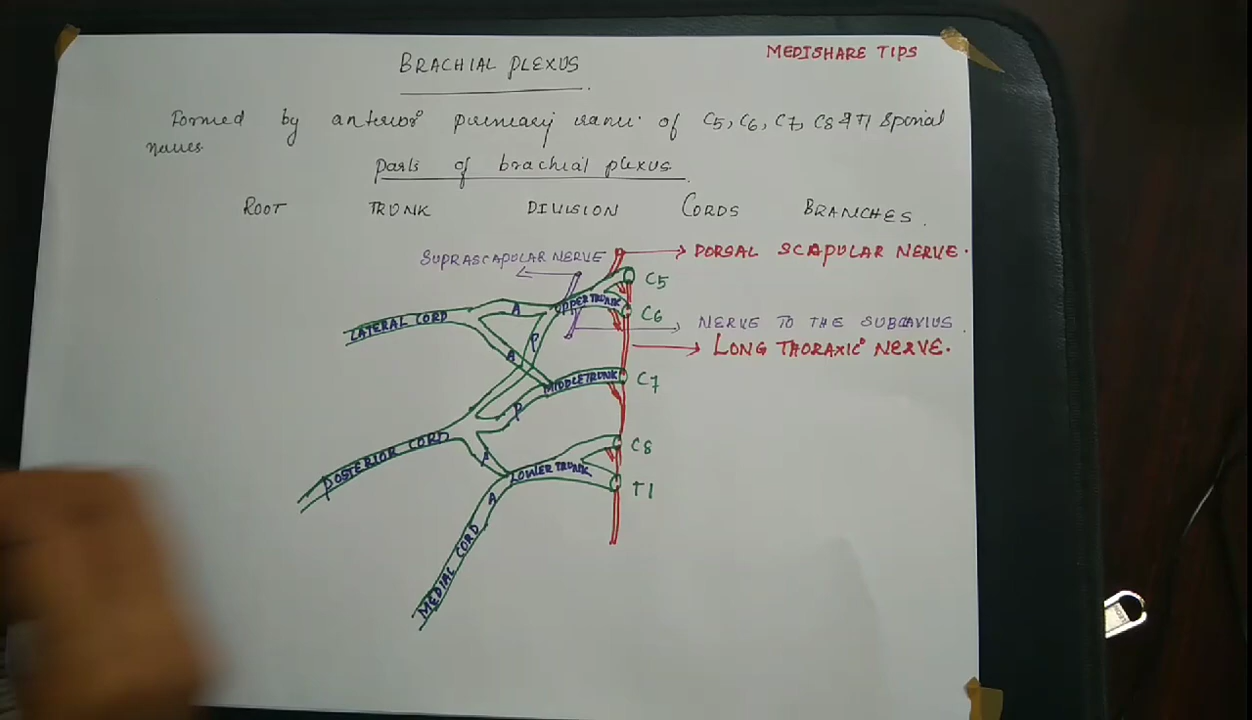 BRACHIAL PLEXUS
MEDISHARE TIPS
Formed by anterior primary rami of C5, C6, C7, C8 & T1 Spinal
nerves
Parts of brachial plexus
ROOT TRUNK DIVISION CORDS BRANCHES.
SUPRASCAPULAR NERVE
DORSAL SCAPULAR NERVE.
C5
UPPER TRUNK
C6
A
LATERAL CORD
NERVE TO THE SUBCLAVIUS.
P
LONG THORAXIC NERVE.
A
MIDDLE TRUNK
C7
P
POSTERIOR CORD
C8
A
LOWER TRUNK
T1
A
MEDIAL CORD